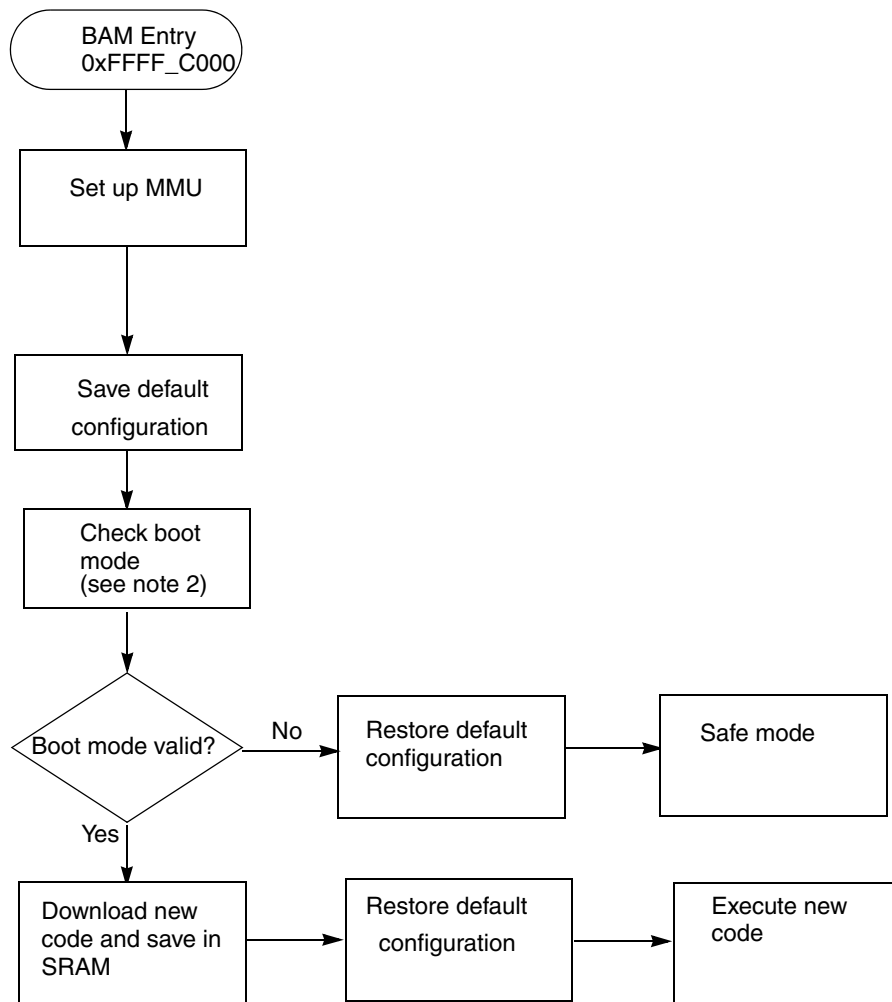 BAM Entry
0xFFFF_C000
Set up MMU
Save default
configuration
Check boot
mode
(see note 2)
Boot mode valid?
No
Restore default
configuration
Safe mode
Yes
Download new
code and save in
SRAM
Restore default
configuration
Execute new
code